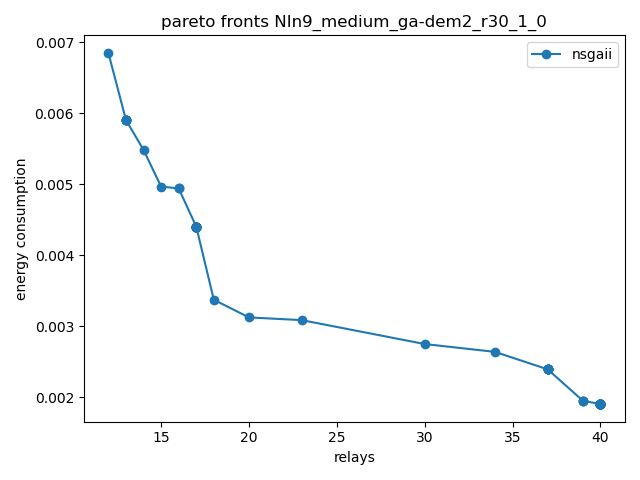 pareto fronts NIn9_medium_ga-dem2_r30_1_0
nsgaii
0.007
0.006
0.005
0.004
0.003
0.002
energy consumption
15 20 25 30 35 40
relays